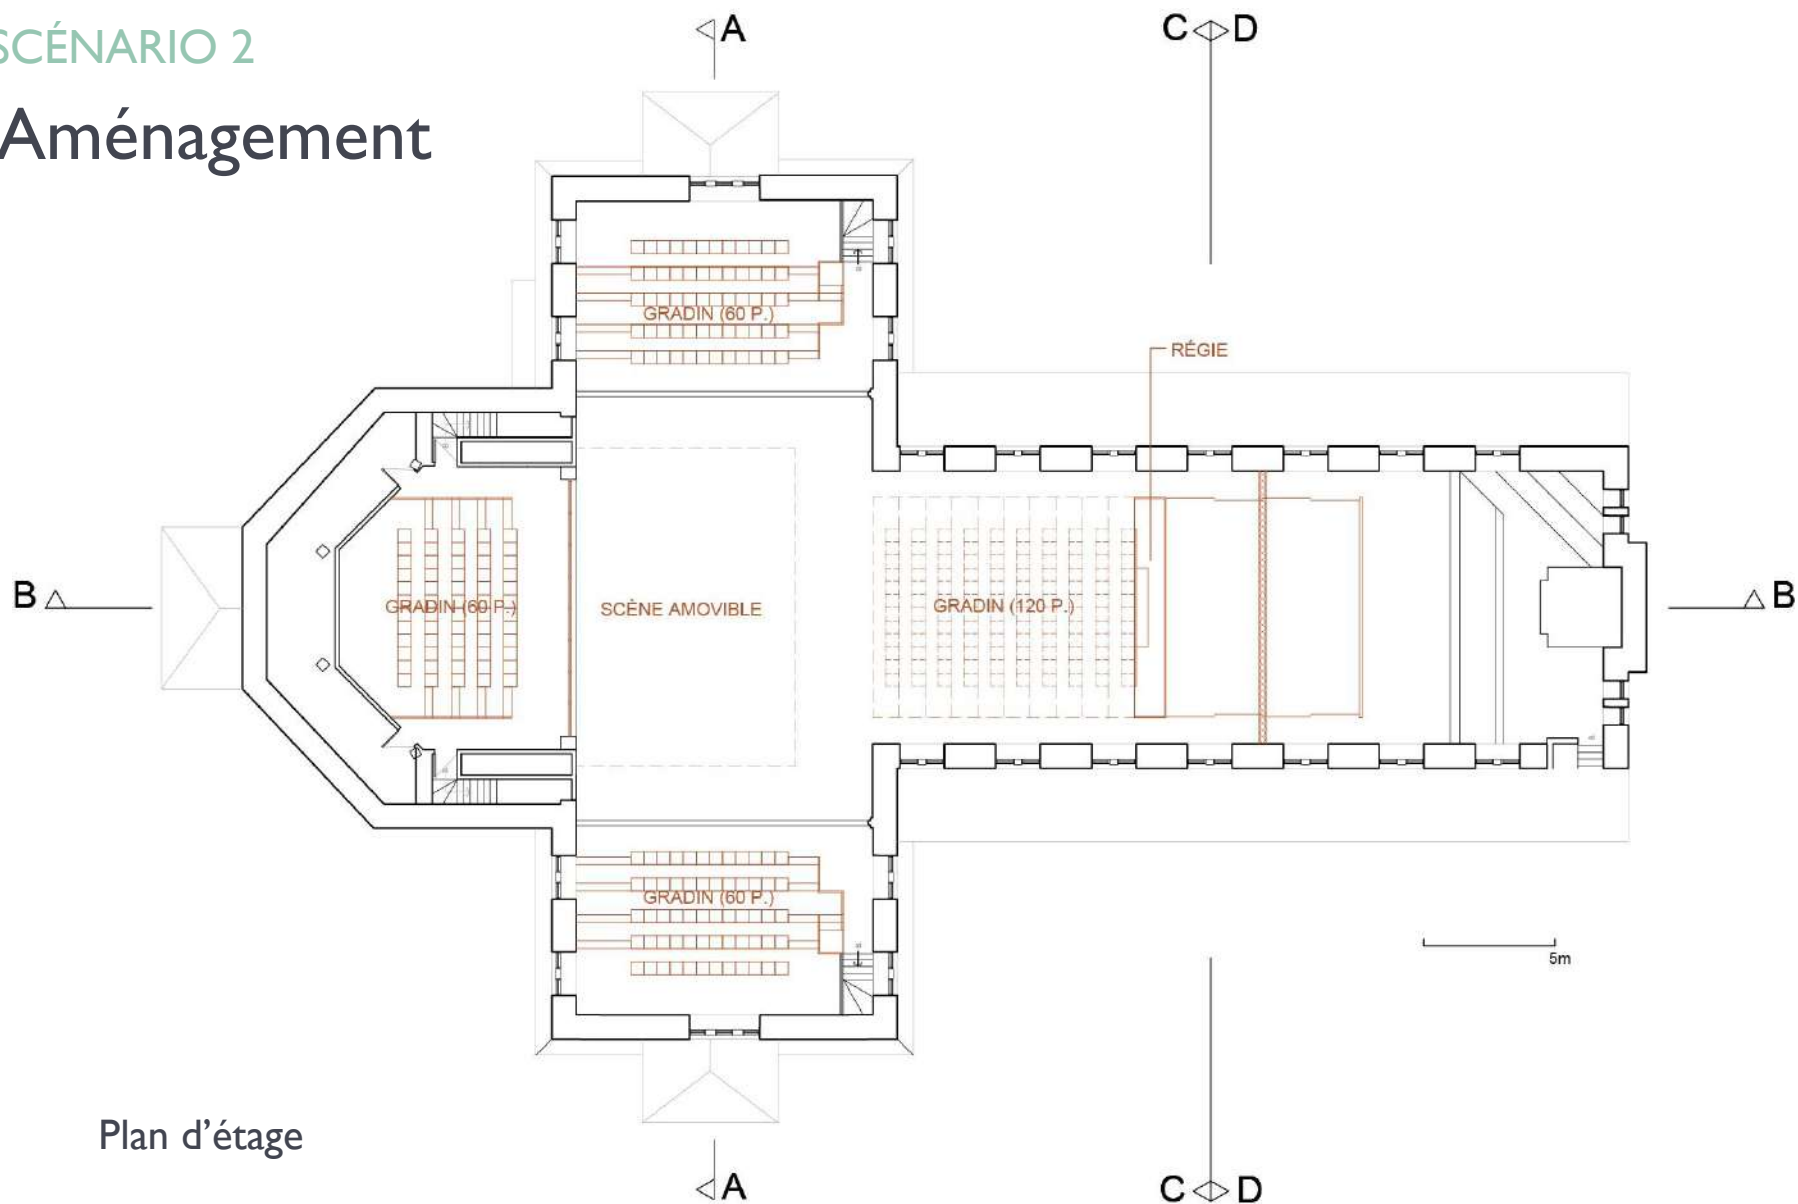 SCÉNARIO 2
Aménagement
A
C D
GRADIN (60 P.)
RÉGIE
B
GRADIN (60 P.)
SCÈNE AMOVIBLE
GRADIN (120 P.)
B
GRADIN (60 P.)
5m
Plan d'étage
A
C D